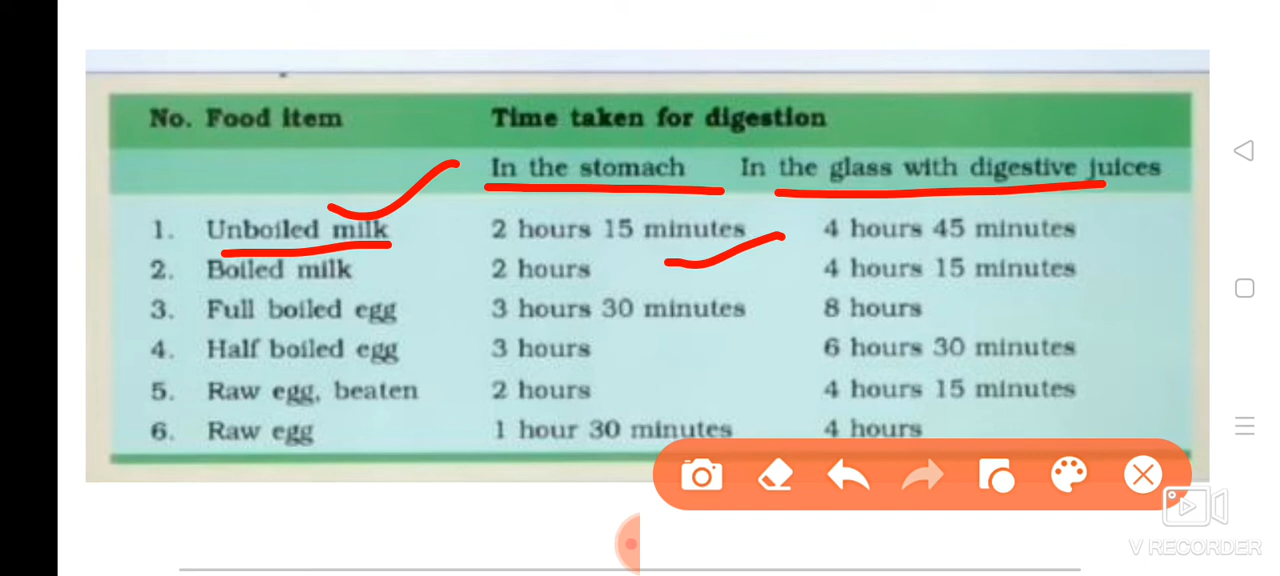 No. Food item Time taken for digestion
In the stomach In the glass with digestive juices
1. Unboiled milk 2 hours 15 minutes 4 hours 45 minutes
2. Boiled milk 2 hours 4 hours 15 minutes
3. Full boiled egg 3 hours 30 minutes 8 hours
4. Half boiled egg 3 hours 6 hours 30 minutes
5. Raw egg, beaten 2 hours 4 hours 15 minutes
6. Raw egg 1 hour 30 minutes 4 hours
V RECORDER